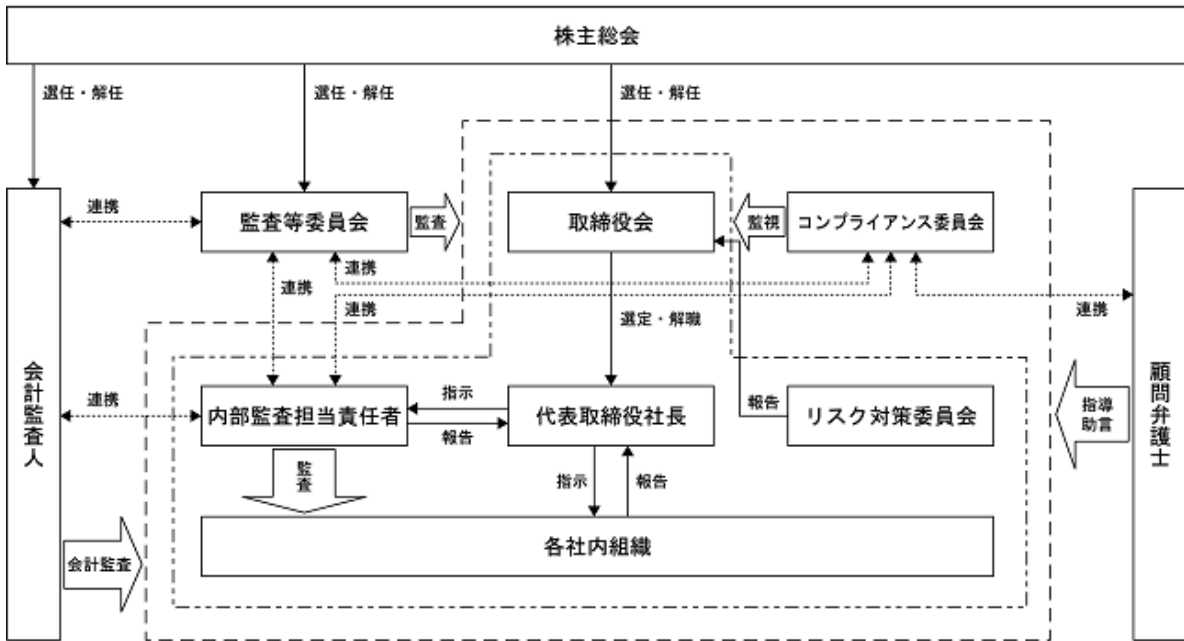 株主総会
選任・解任
選任・解任
選任・解任
連携
監査等委員会
監査
取締役会
監視
コンプライアンス委員会
連携
連携
連携
連携
選定・解職
会計監査人
顧問弁護士
連携
内部監査担当責任者
指示
報告
代表取締役社長
報告
リスク対策委員会
指導
助言
監査
指示
報告
各社内組織
会計監査